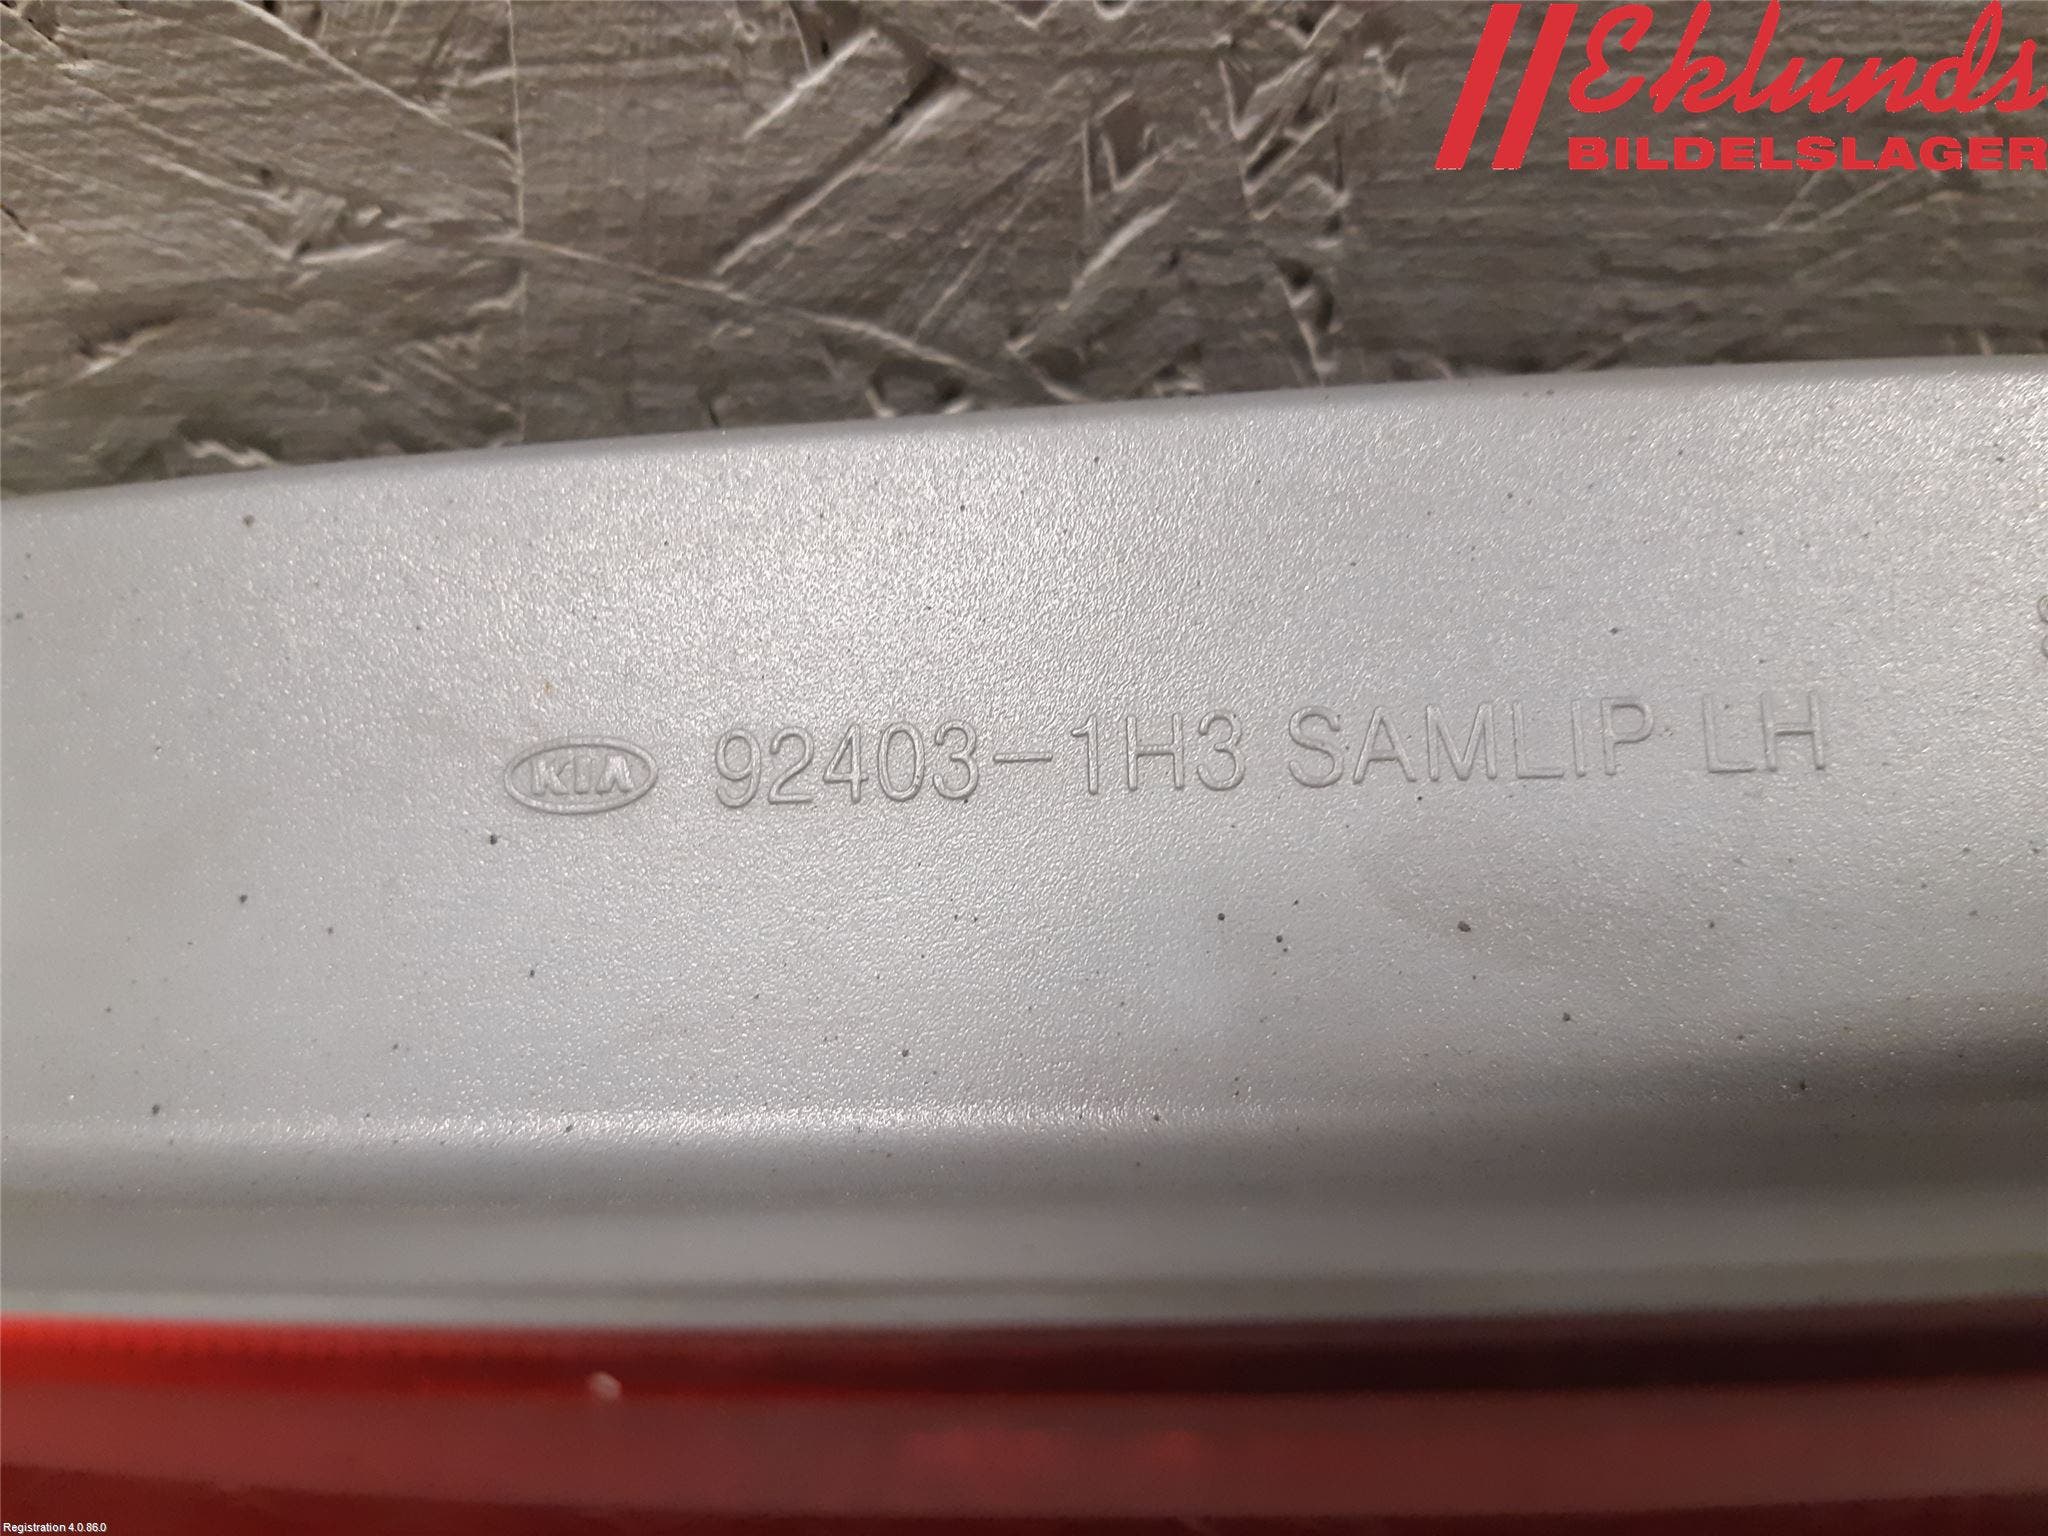 Eklunds
BILDELSLAGER
KIA 92403-1H3 SAMLIP LH
Registration 4.0.86.0